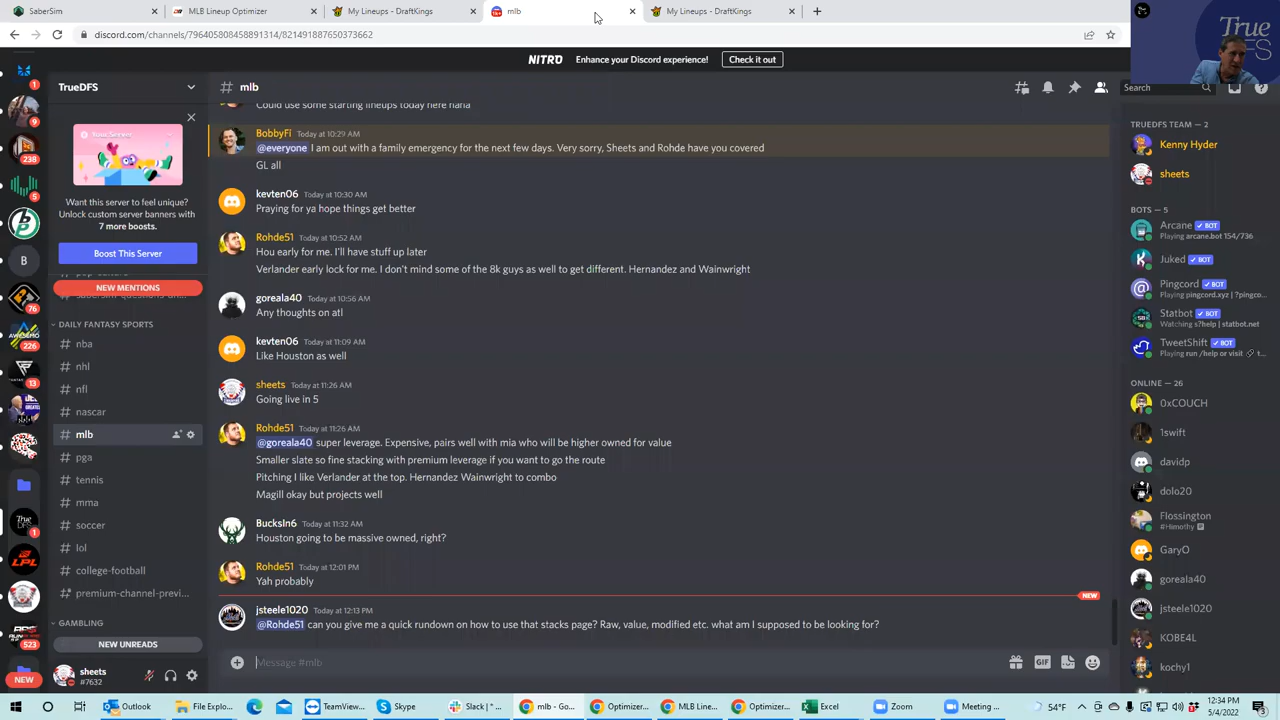 SaberSim
MLB Lineup Optimizer
My Lineups - DraftKings
mlb
My Lineups - DraftKings
discord.com/channels/796405808458891314/821491887650373662
True
DFS
NITRO Enhance your Discord experience! Check it out
TrueDFS
mlb
Search
Want this server to feel unique?
Unlock custom server banners with
7 more boosts.
Boost This Server
NEW MENTIONS
DAILY FANTASY SPORTS
nba
nhl
nfl
nascar
mlb
pga
tennis
mma
soccer
lol
college-football
premium-channel-previ...
GAMBLING
NEW UNREADS
sheets
#7632
1
9
238
5
B
76
226
13
1
523
NEW
Could use some starting lineups today here haha
BobbyFi Today at 10:29 AM
@everyone I am out with a family emergency for the next few days. Very sorry, Sheets and Rohde have you covered
GL all
kevten06 Today at 10:30 AM
Praying for ya hope things get better
Rohde51 Today at 10:52 AM
Hou early for me. I'll have stuff up later
Verlander early lock for me. I don't mind some of the 8k guys as well to get different. Hernandez and Wainwright
goreala40 Today at 10:56 AM
Any thoughts on atl
kevten06 Today at 11:09 AM
Like Houston as well
sheets Today at 11:26 AM
Going live in 5
Rohde51 Today at 11:26 AM
@goreala40 super leverage. Expensive, pairs well with mia who will be higher owned for value
Smaller slate so fine stacking with premium leverage if you want to go the route
Pitching I like Verlander at the top. Hernandez Wainwright to combo
Magill okay but projects well
BucksIn6 Today at 11:32 AM
Houston going to be massive owned, right?
Rohde51 Today at 12:01 PM
Yah probably
NEW
jsteele1020 Today at 12:13 PM
@Rohde51 can you give me a quick rundown on how to use that stacks page? Raw, value, modified etc. what am I supposed to be looking for?
Message #mlb
GIF
TRUEDFS TEAM — 2
Kenny Hyder
sheets
BOTS — 5
Arcane ✓ BOT
Playing arcane.bot 154/736
Juked ✓ BOT
Pingcord ✓ BOT
Playing pingcord.xyz | ?pingco...
Statbot ✓ BOT
Watching s?help | statbot.net
TweetShift ✓ BOT
Playing run /help or visit
ONLINE — 26
0xCOUCH
1swift
davidp
dolo20
Flossington
#Himothy
GaryO
goreala40
jsteele1020
KOBE4L
kochy1
Outlook
File Explo...
TeamView...
Skype
Slack | * ...
mlb - Go...
Optimizer...
MLB Line...
Optimizer...
Excel
Zoom
Meeting ...
54°F
12:34 PM
5/4/2022